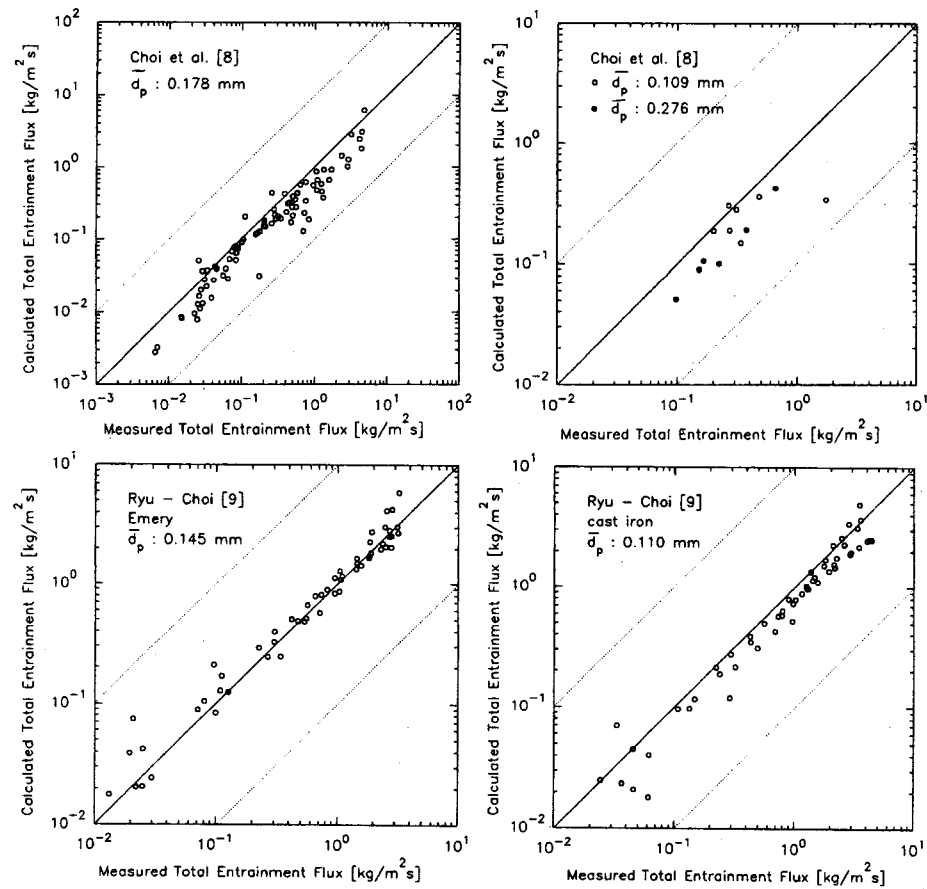 Choi et al. [8]
d̅p : 0.178 mm
Calculated Total Entrainment Flux [kg/m²s]
10² 10¹ 10⁰ 10⁻¹ 10⁻² 10⁻³
10⁻³ 10⁻² 10⁻¹ 10⁰ 10¹ 10²
Measured Total Entrainment Flux [kg/m²s]
Choi et al. [8]
○ d̅p : 0.109 mm
● d̅p : 0.276 mm
Calculated Total Entrainment Flux [kg/m²s]
10¹ 10⁰ 10⁻¹ 10⁻²
10⁻² 10⁻¹ 10⁰ 10¹
Measured Total Entrainment Flux [kg/m²s]
Ryu – Choi [9]
Emery
d̅p : 0.145 mm
Calculated Total Entrainment Flux [kg/m²s]
10¹ 10⁰ 10⁻¹ 10⁻²
10⁻² 10⁻¹ 10⁰ 10¹
Measured Total Entrainment Flux [kg/m²s]
Ryu – Choi [9]
cast iron
d̅p : 0.110 mm
Calculated Total Entrainment Flux [kg/m²s]
10¹ 10⁰ 10⁻¹ 10⁻²
10⁻² 10⁻¹ 10⁰ 10¹
Measured Total Entrainment Flux [kg/m²s]